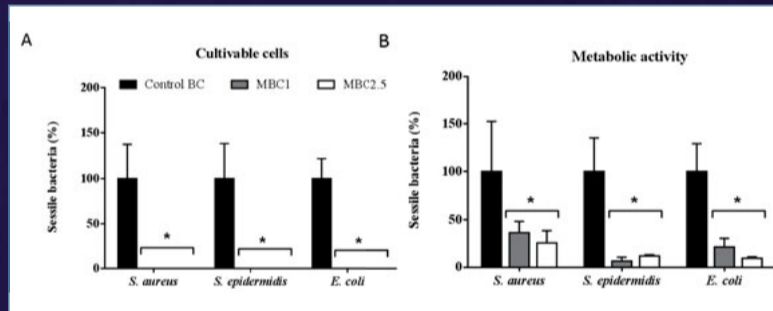 A
Cultivable cells
Sessile bacteria (%)
200
150
100
50
0
Control BC
MBC1
MBC2.5
*
*
*
S. aureus
S. epidermidis
E. coli
B
Metabolic activity
Sessile bacteria (%)
200
150
100
50
0
*
*
*
S. aureus
S. epidermidis
E. coli